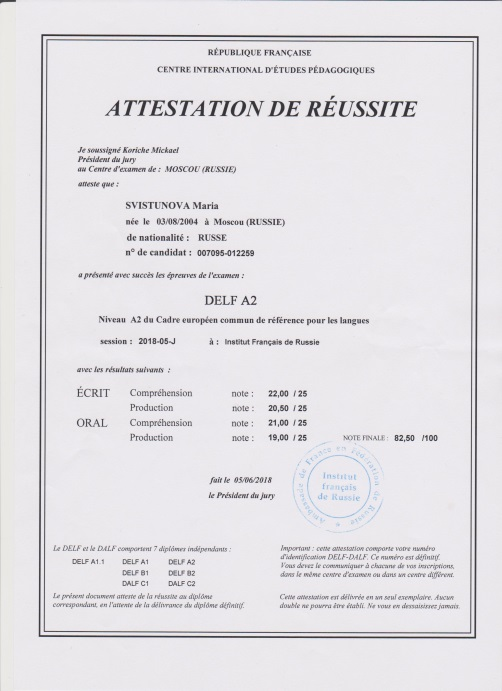 RÉPUBLIQUE FRANÇAISE
CENTRE INTERNATIONAL D'ÉTUDES PÉDAGOGIQUES
ATTESTATION DE RÉUSSITE
Je soussigné Koriche Mickael
Président du jury
au Centre d'examen de : MOSCOU (RUSSIE)
atteste que :
SVISTUNOVA Maria
née le 03/08/2004 à Moscou (RUSSIE)
de nationalité : RUSSE
n° de candidat : 007095-012259
a présenté avec succès les épreuves de l'examen :
DELF A2
Niveau A2 du Cadre européen commun de référence pour les langues
session : 2018-05-J à : Institut Français de Russie
avec les résultats suivants :
ÉCRIT Compréhension note : 22,00 / 25
Production note : 20,50 / 25
ORAL Compréhension note : 21,00 / 25
Production note : 19,00 / 25 NOTE FINALE : 82,50 /100
fait le 05/06/2018
le Président du jury
Ambassade de France en Fédération de Russie
Institut
français
de Russie
Le DELF et le DALF comportent 7 diplômes indépendants :
DELF A1.1 DELF A1 DELF A2
DELF B1 DELF B2
DALF C1 DALF C2
Le présent document atteste de la réussite au diplôme
correspondant, en l'attente de la délivrance du diplôme définitif.
Important : cette attestation comporte votre numéro
d'identification DELF-DALF. Ce numéro est définitif.
Vous devez le communiquer à chacune de vos inscriptions,
dans le même centre d'examen ou dans un centre différent.
Cette attestation est délivrée en un seul exemplaire. Aucun
double ne pourra être établi. Ne vous en dessaisissez jamais.